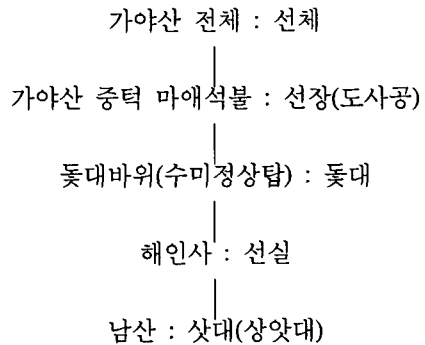 가야산 전체 : 선체
가야산 중턱 마애석불 : 선장(도사공)
돛대바위(수미정상탑) : 돛대
해인사 : 선실
남산 : 삿대(상앗대)